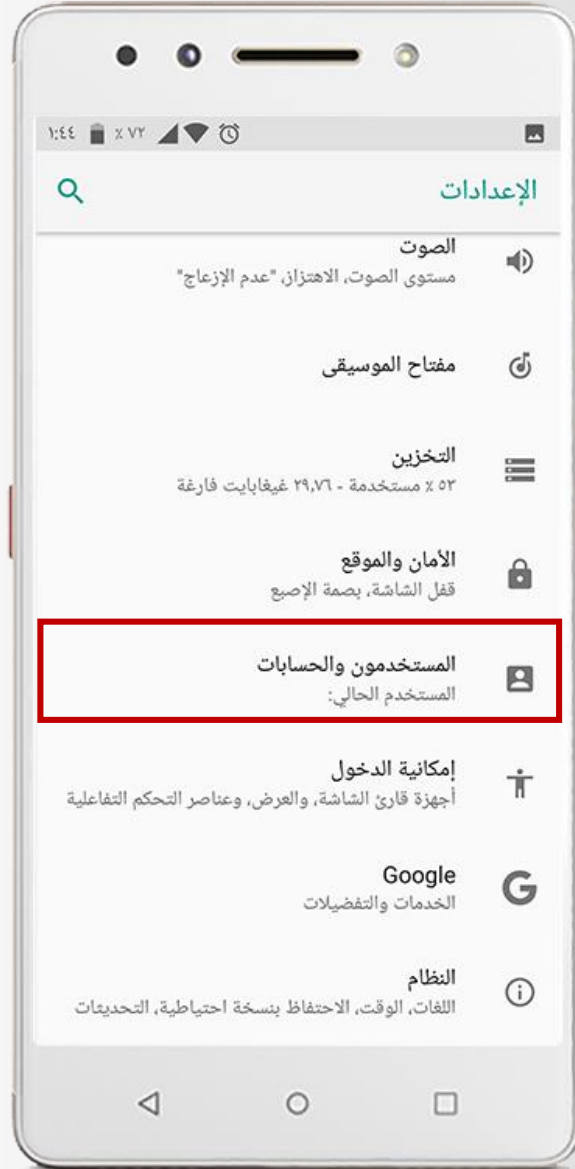 ١:٤٤ ٪ ٧٢
الإعدادات
الصوت
مستوى الصوت، الاهتزاز، "عدم الإزعاج"
مفتاح الموسيقى
التخزين
٥٣ ٪ مستخدمة - ٢٩,٧٦ غيغابايت فارغة
الأمان والموقع
قفل الشاشة، بصمة الإصبع
المستخدمون والحسابات
المستخدم الحالي:
إمكانية الدخول
أجهزة قارئ الشاشة، والعرض، وعناصر التحكم التفاعلية
Google
الخدمات والتفضيلات
النظام
اللغات، الوقت، الاحتفاظ بنسخة احتياطية، التحديثات